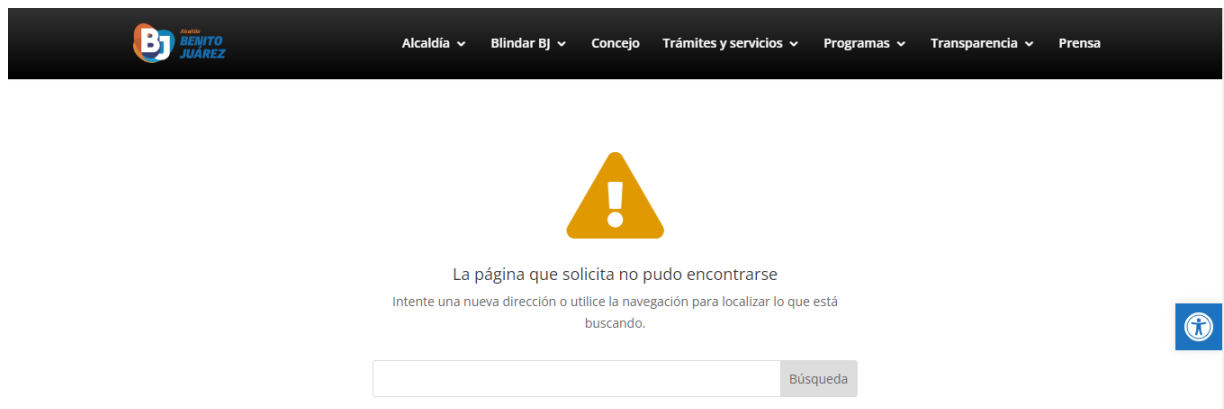 Alcaldía
BENITO
JUÁREZ
BJ
Alcaldía Blindar BJ Concejo Trámites y servicios Programas Transparencia Prensa
La página que solicita no pudo encontrarse
Intente una nueva dirección o utilice la navegación para localizar lo que está
buscando.
Búsqueda